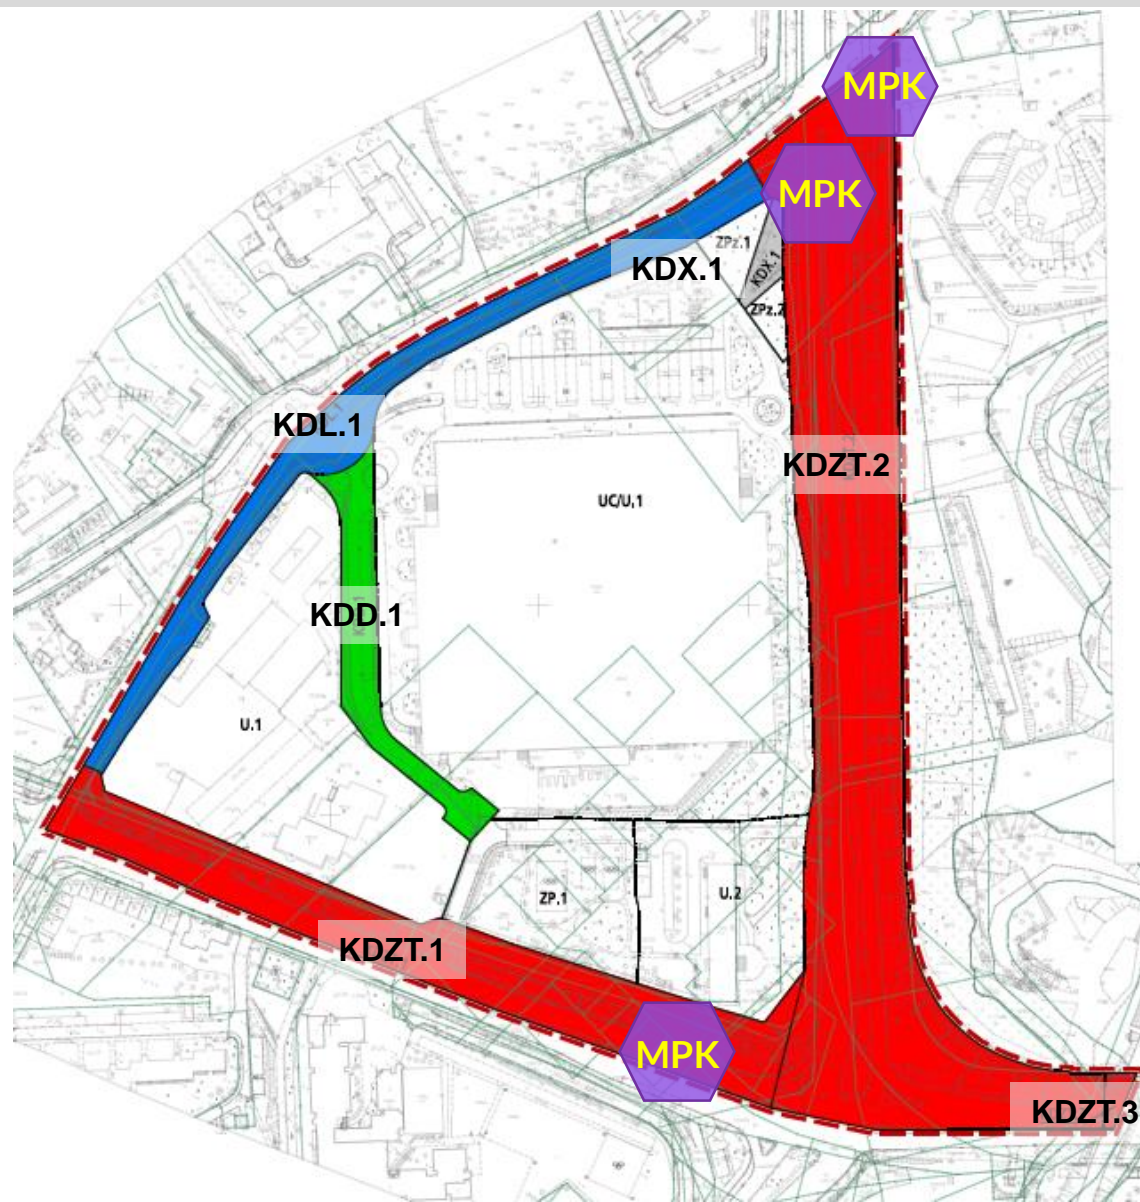 MPK
MPK
ZPz.1
KDX.1
KDX.1
ZPz.2
KDL.1
KDZT.2
UC/U.1
KDD.1
U.1
ZP.1
U.2
KDZT.1
MPK
KDZT.3